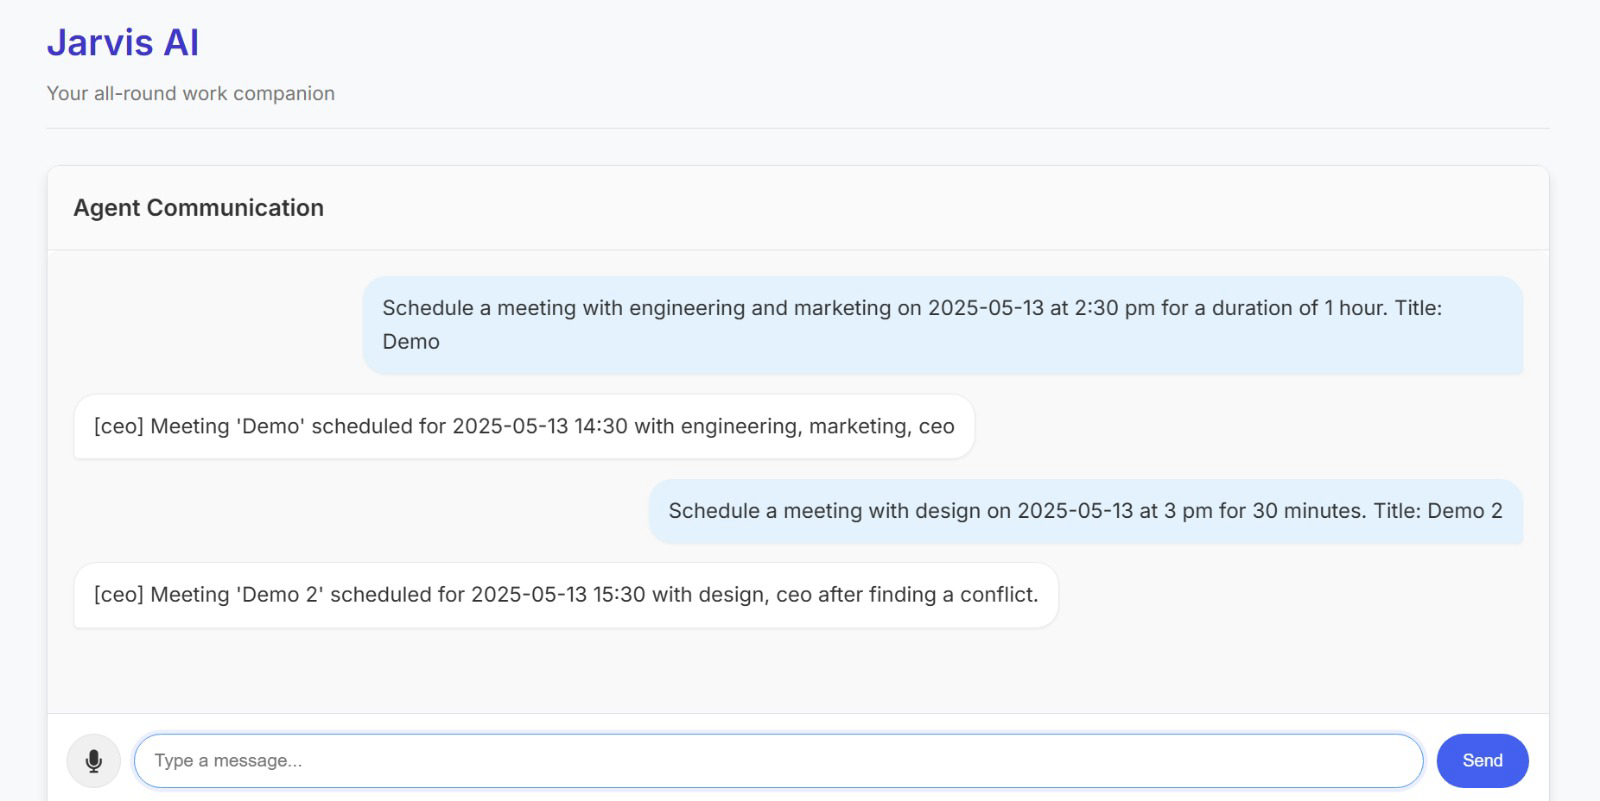 Jarvis AI
Your all-round work companion
Agent Communication
Schedule a meeting with engineering and marketing on 2025-05-13 at 2:30 pm for a duration of 1 hour. Title:
Demo
[ceo] Meeting 'Demo' scheduled for 2025-05-13 14:30 with engineering, marketing, ceo
Schedule a meeting with design on 2025-05-13 at 3 pm for 30 minutes. Title: Demo 2
[ceo] Meeting 'Demo 2' scheduled for 2025-05-13 15:30 with design, ceo after finding a conflict.
Type a message...
Send